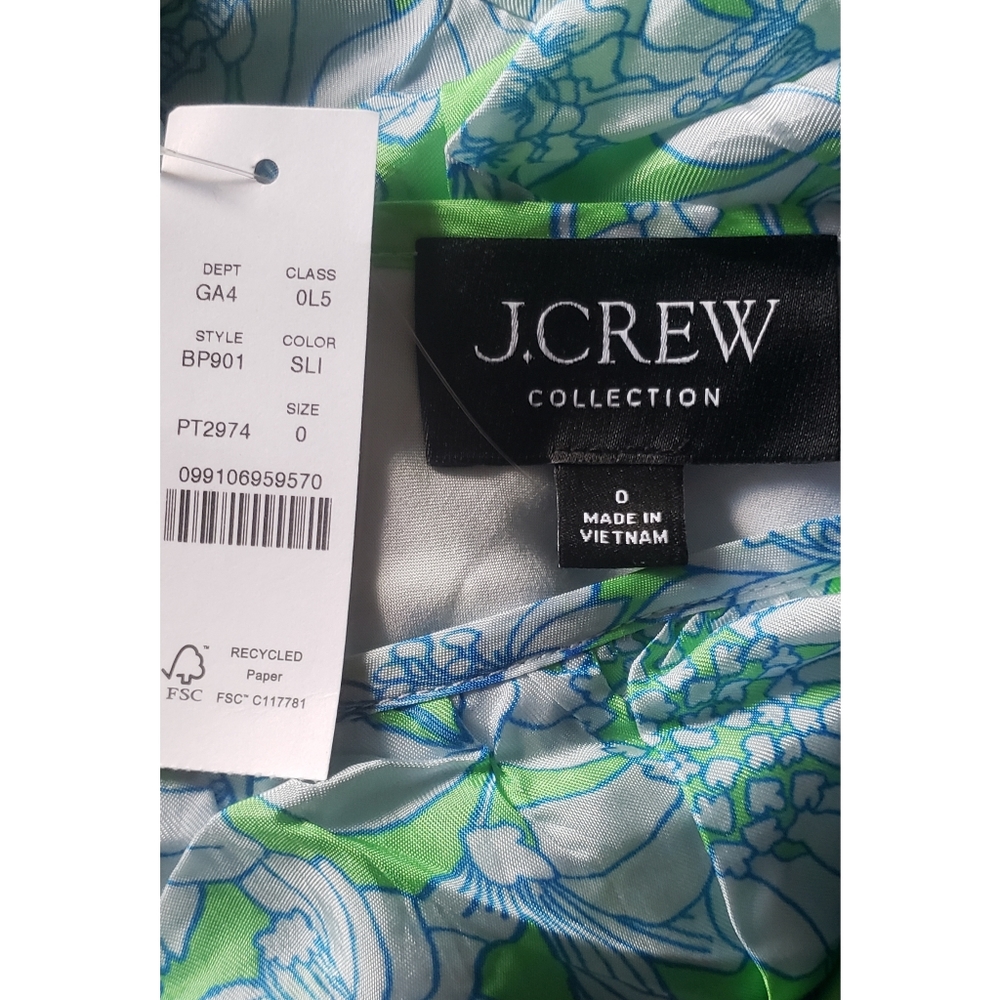 DEPT CLASS
GA4 0L5
STYLE COLOR
BP901 SLI
SIZE
PT2974 0
099106959570
RECYCLED
Paper
FSC™ FSC™ C117781
J.CREW
COLLECTION
0
MADE IN
VIETNAM